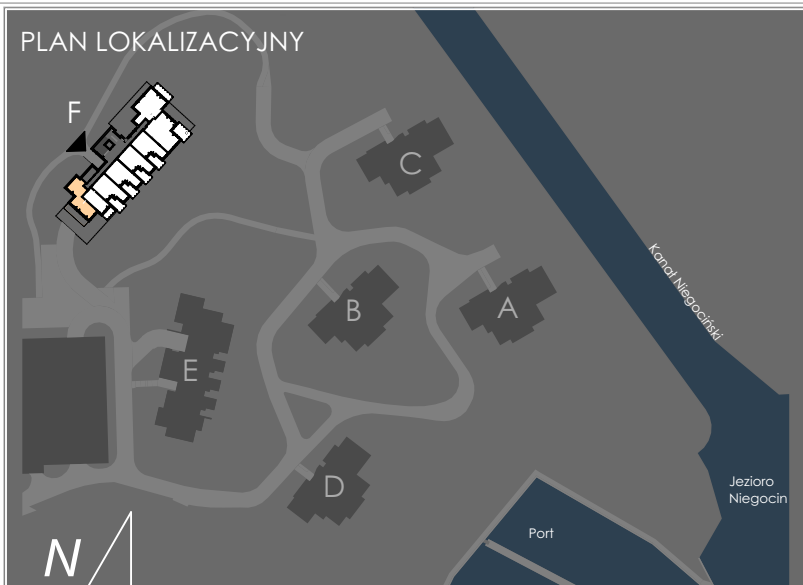 PLAN LOKALIZACYJNY
F
C
Kanał Niegociński
A
B
E
D
Jezioro
Niegocin
Port
N